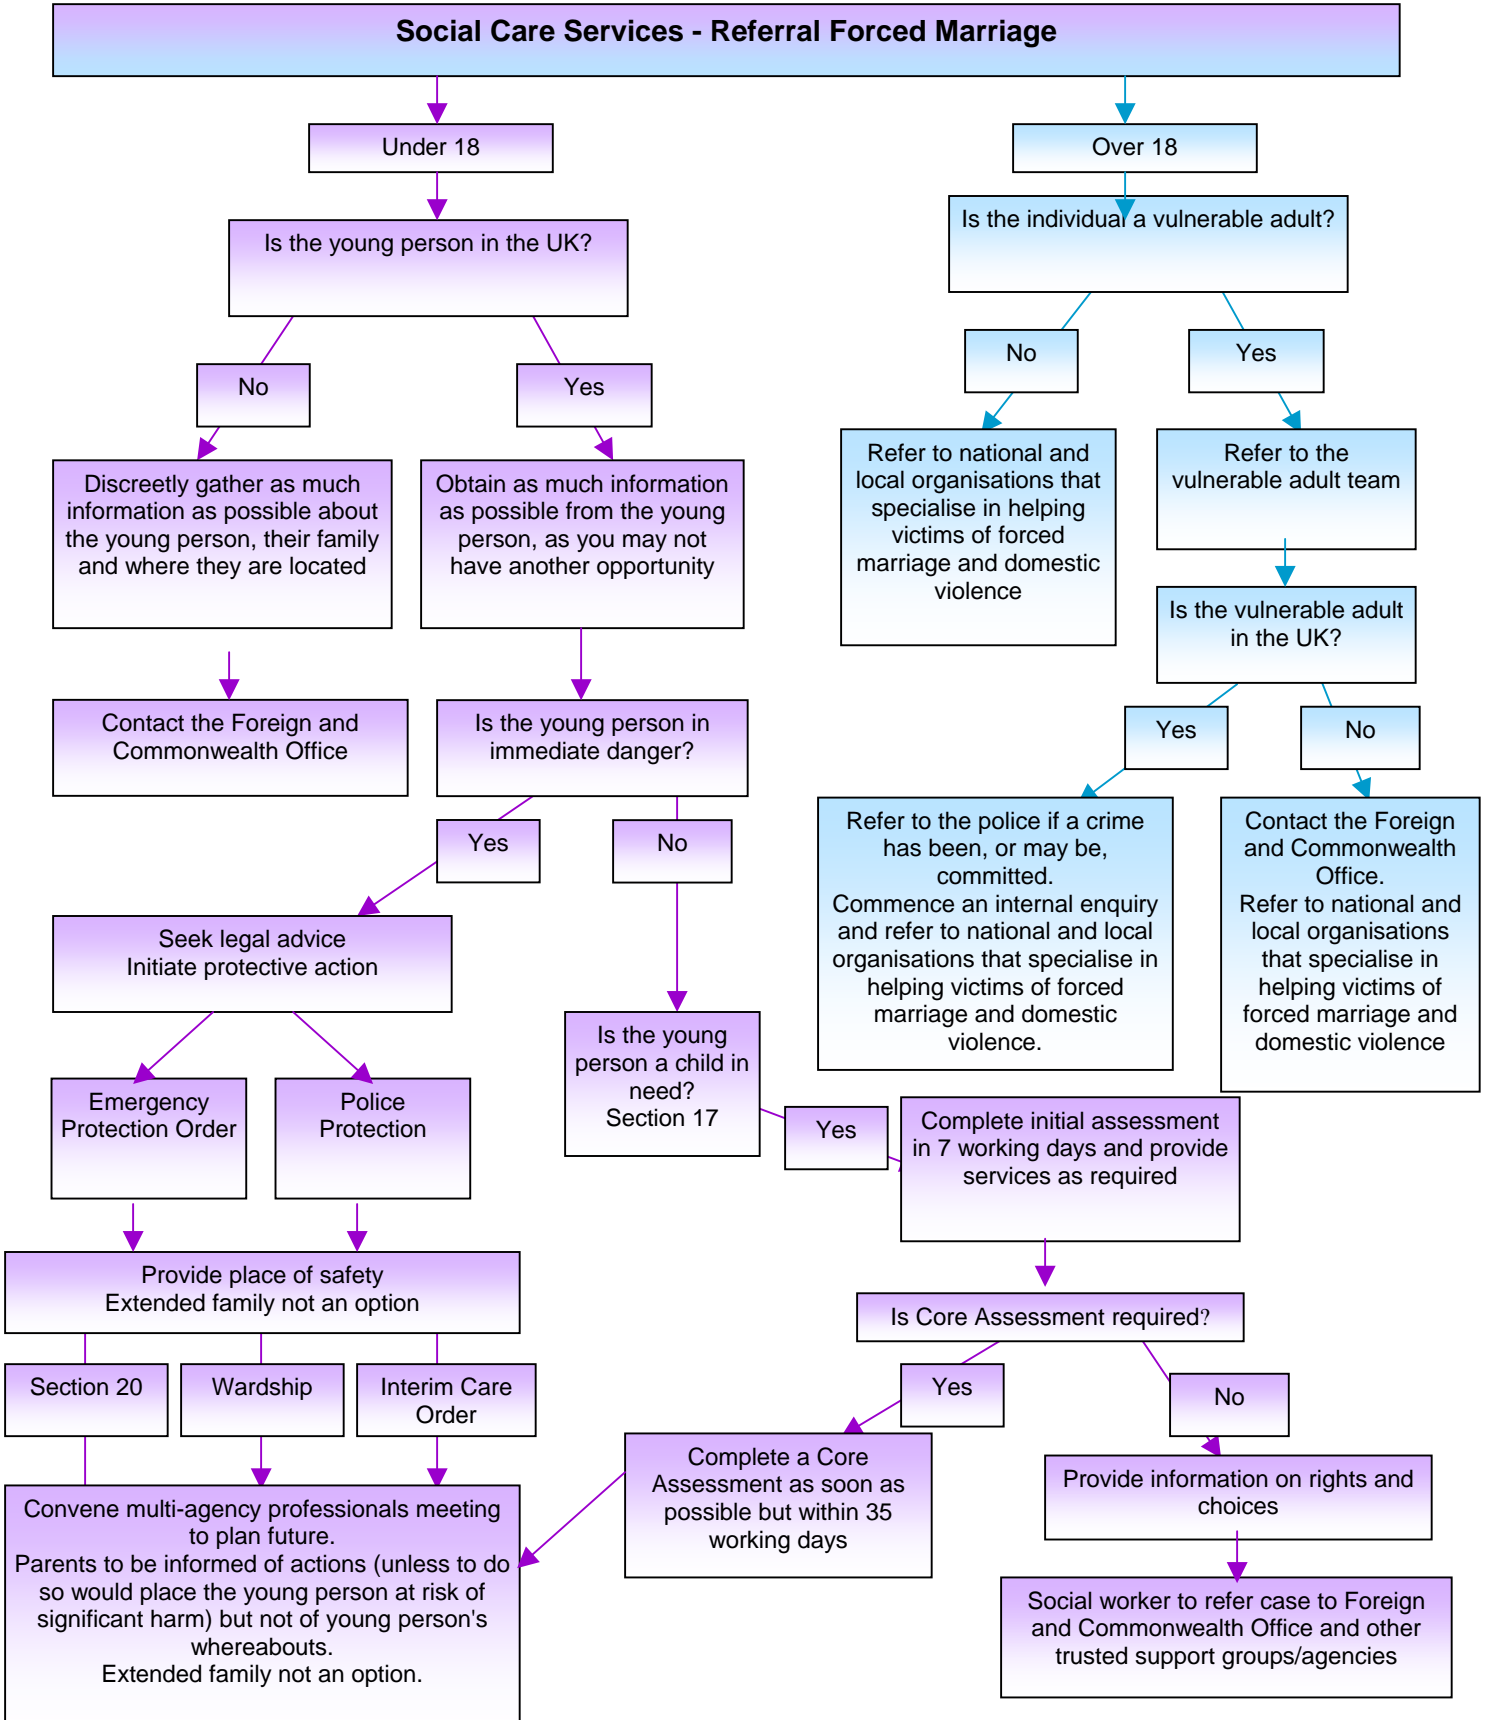 Social Care Services - Referral Forced Marriage
Under 18
Over 18
Is the young person in the UK?
Is the individual a vulnerable adult?
No
Yes
No
Yes
Discreetly gather as much
information as possible about
the young person, their family
and where they are located
Obtain as much information
as possible from the young
person, as you may not
have another opportunity
Refer to national and
local organisations that
specialise in helping
victims of forced
marriage and domestic
violence
Refer to the
vulnerable adult team
Is the vulnerable adult
in the UK?
Contact the Foreign and
Commonwealth Office
Is the young person in
immediate danger?
Yes
No
Yes
No
Refer to the police if a crime
has been, or may be,
committed.
Commence an internal enquiry
and refer to national and local
organisations that specialise in
helping victims of forced
marriage and domestic
violence.
Contact the Foreign
and Commonwealth
Office.
Refer to national and
local organisations
that specialise in
helping victims of
forced marriage and
domestic violence
Seek legal advice
Initiate protective action
Is the young
person a child in
need?
Section 17
Emergency
Protection Order
Police
Protection
Yes
Complete initial assessment
in 7 working days and provide
services as required
Provide place of safety
Extended family not an option
Is Core Assessment required?
Section 20
Wardship
Interim Care
Order
Yes
No
Complete a Core
Assessment as soon as
possible but within 35
working days
Provide information on rights and
choices
Convene multi-agency professionals meeting
to plan future.
Parents to be informed of actions (unless to do
so would place the young person at risk of
significant harm) but not of young person's
whereabouts.
Extended family not an option.
Social worker to refer case to Foreign
and Commonwealth Office and other
trusted support groups/agencies